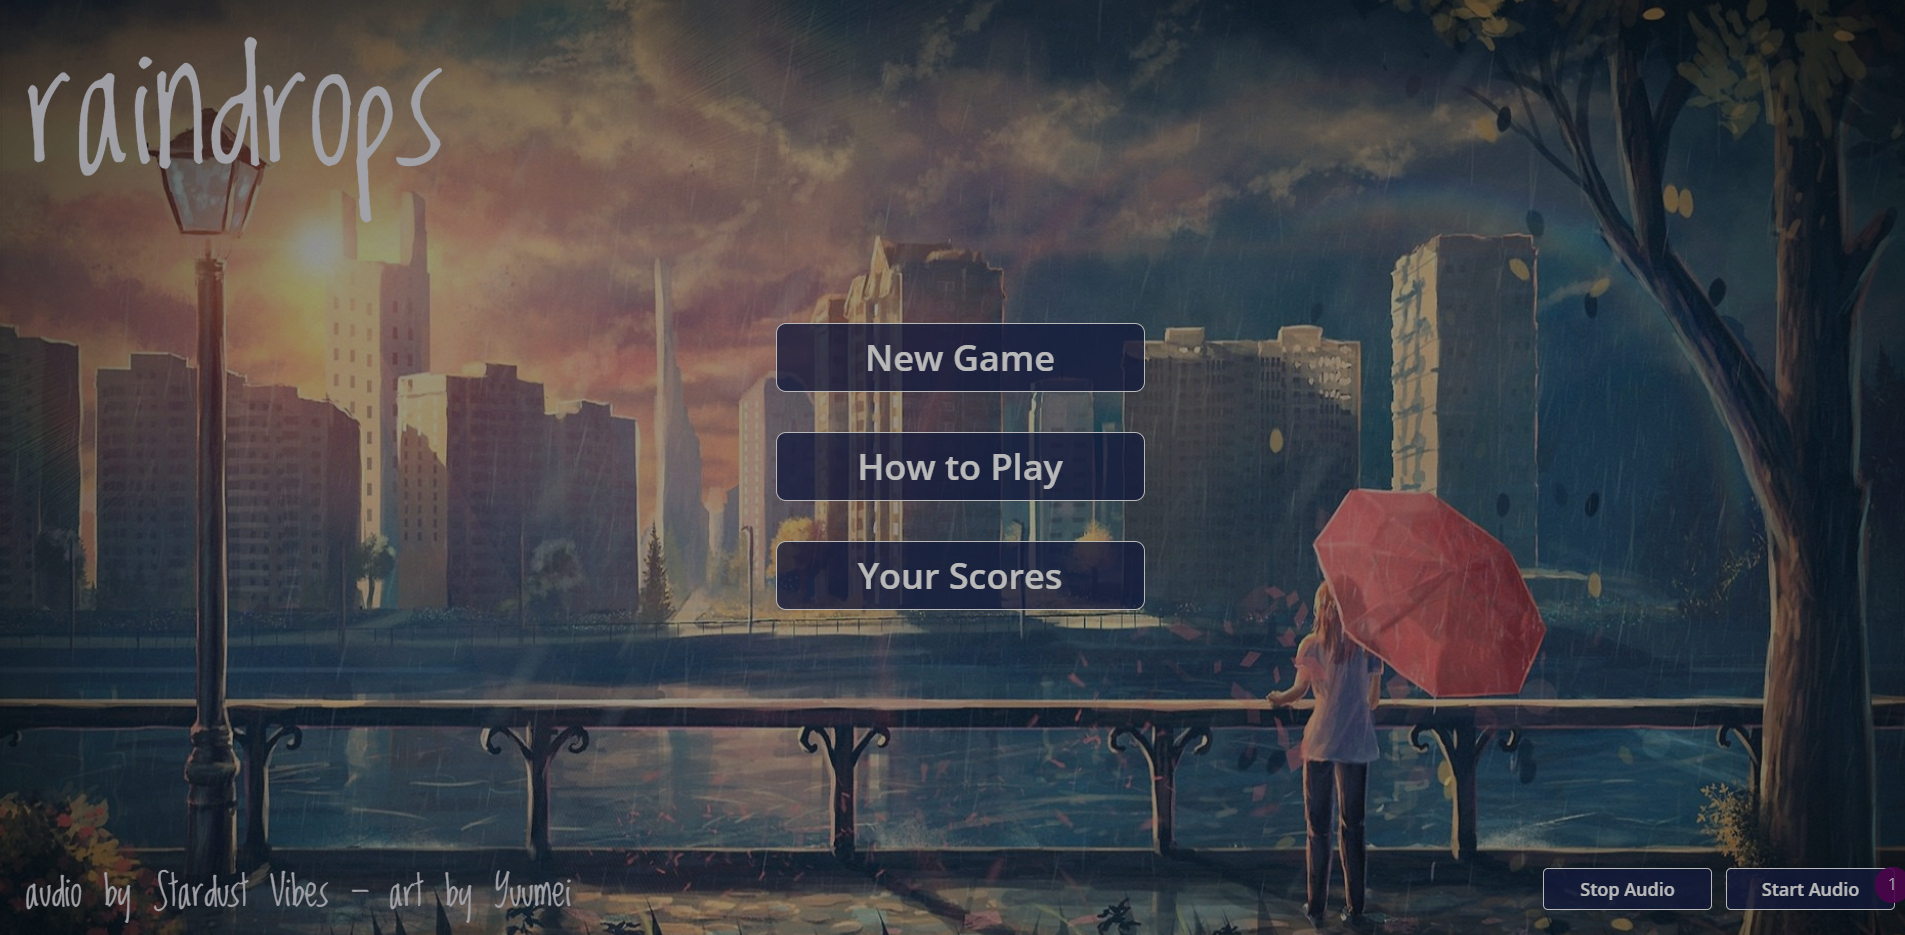 raindrops
New Game
How to Play
Your Scores
audio by Stardust Vibes - art by Yuumei
Stop Audio
Start Audio
1